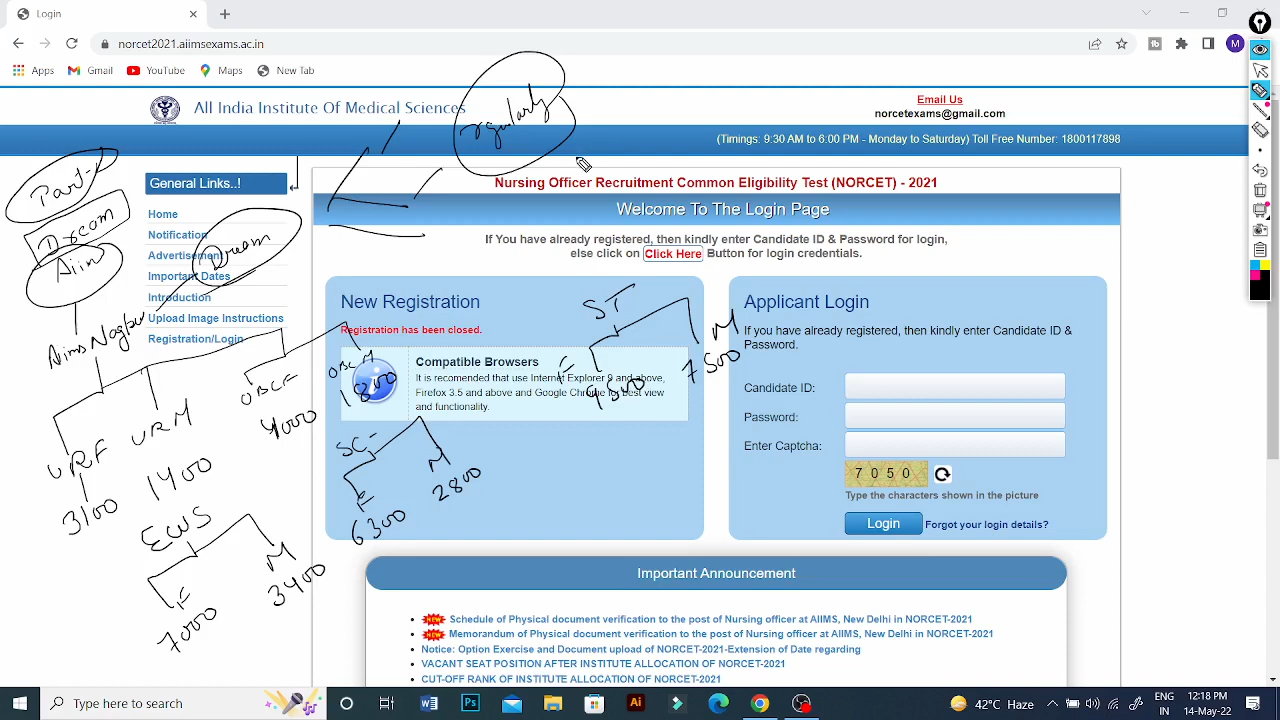 Login
norcet2021.aiimsexams.ac.in
M
Apps
Gmail
YouTube
Maps
New Tab
All India Institute Of Medical Sciences
regularly
Email Us
norcetexams@gmail.com
(Timings: 9:30 AM to 6:00 PM - Monday to Saturday) Toll Free Number: 1800117898
Part-1
Dream
Aiims
General Links..!
Home
Notification
Advertisement
Important Dates
Introduction
Upload Image Instructions
Registration/Login
Dream
Nursing Officer Recruitment Common Eligibility Test (NORCET) - 2021
Welcome To The Login Page
If You have already registered, then kindly enter Candidate ID & Password for login,
else click on Click Here Button for login credentials.
New Registration
Registration has been closed.
Compatible Browsers
It is recomended that use Internet Explorer 9 and above,
Firefox 3.5 and above and Google Chrome for best view
and functionality.
Applicant Login
If you have already registered, then kindly enter Candidate ID &
Password.
Candidate ID:
Password:
Enter Captcha:
7 0 5 0
Type the characters shown in the picture
Login
Forgot your login details?
URF
3100
URM
1400
OBCF
4000
OBCM
1800
EWS
F
7000
M
3400
SC-
F
6300
M
2800
ST
F
M
7500
Important Announcement
NEW Schedule of Physical document verification to the post of Nursing officer at AIIMS, New Delhi in NORCET-2021
NEW Memorandum of Physical document verification to the post of Nursing officer at AIIMS, New Delhi in NORCET-2021
Notice: Option Exercise and Document upload of NORCET-2021-Extension of Date regarding
VACANT SEAT POSITION AFTER INSTITUTE ALLOCATION OF NORCET-2021
CUT-OFF RANK OF INSTITUTE ALLOCATION OF NORCET-2021
Type here to search
42°C Haze
ENG
IN
12:18 PM
14-May-22